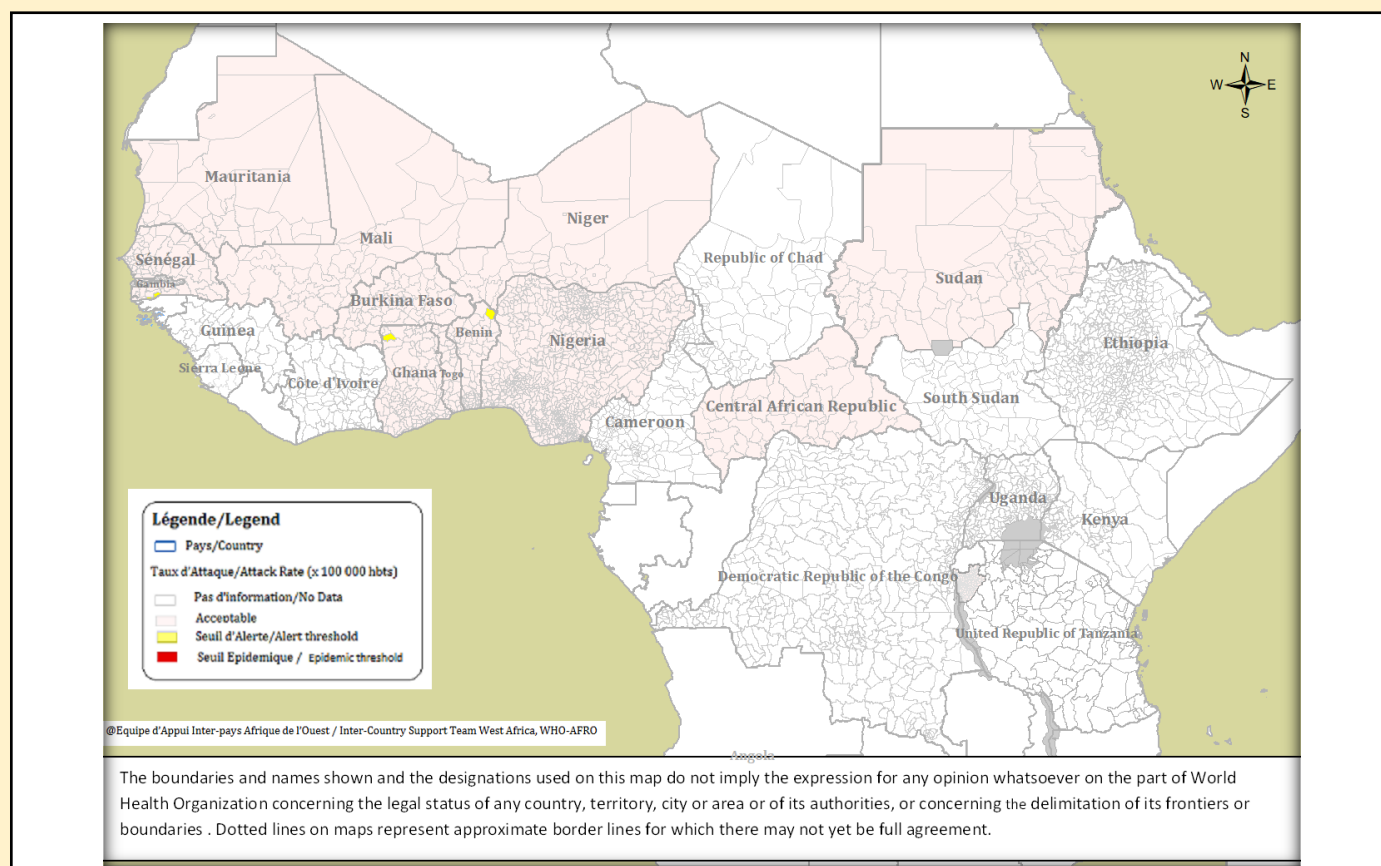 N
W E
S
Mauritania
Niger
Mali
Republic of Chad
Sénégal
Sudan
Gambia
Burkina Faso
Guinea
Benin
Nigeria
Ethiopia
Sierra Leone
Côte d'Ivoire
Ghana
Togo
South Sudan
Central African Republic
Cameroon
Uganda
Kenya
Democratic Republic of the Congo
United Republic of Tanzania
Angola
Légende/Legend
Pays/Country
Taux d'Attaque/Attack Rate (x 100 000 hbts)
Pas d'information/No Data
Acceptable
Seuil d'Alerte/Alert threshold
Seuil Epidemique / Epidemic threshold
@Equipe d'Appui Inter-pays Afrique de l'Ouest / Inter-Country Support Team West Africa, WHO-AFRO
The boundaries and names shown and the designations used on this map do not imply the expression for any opinion whatsoever on the part of World
Health Organization concerning the legal status of any country, territory, city or area or of its authorities, or concerning the delimitation of its frontiers or
boundaries . Dotted lines on maps represent approximate border lines for which there may not yet be full agreement.